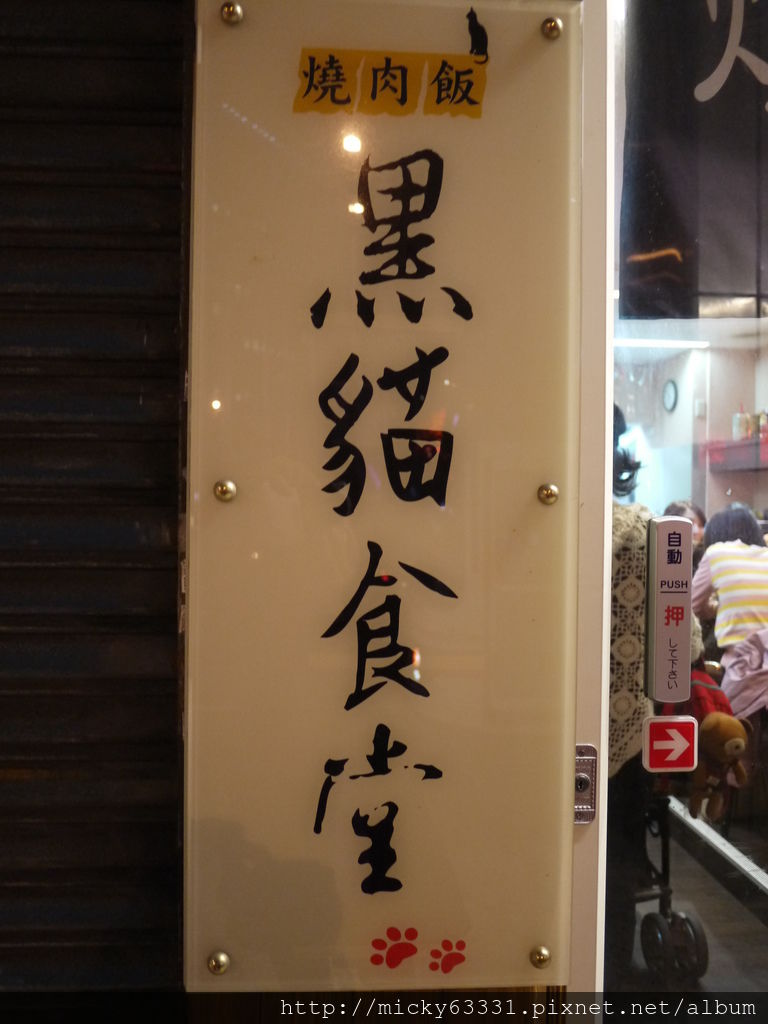 燒肉飯
黑貓食堂
自動
PUSH
押
して下さい
http://micky63331.pixnet.net/album